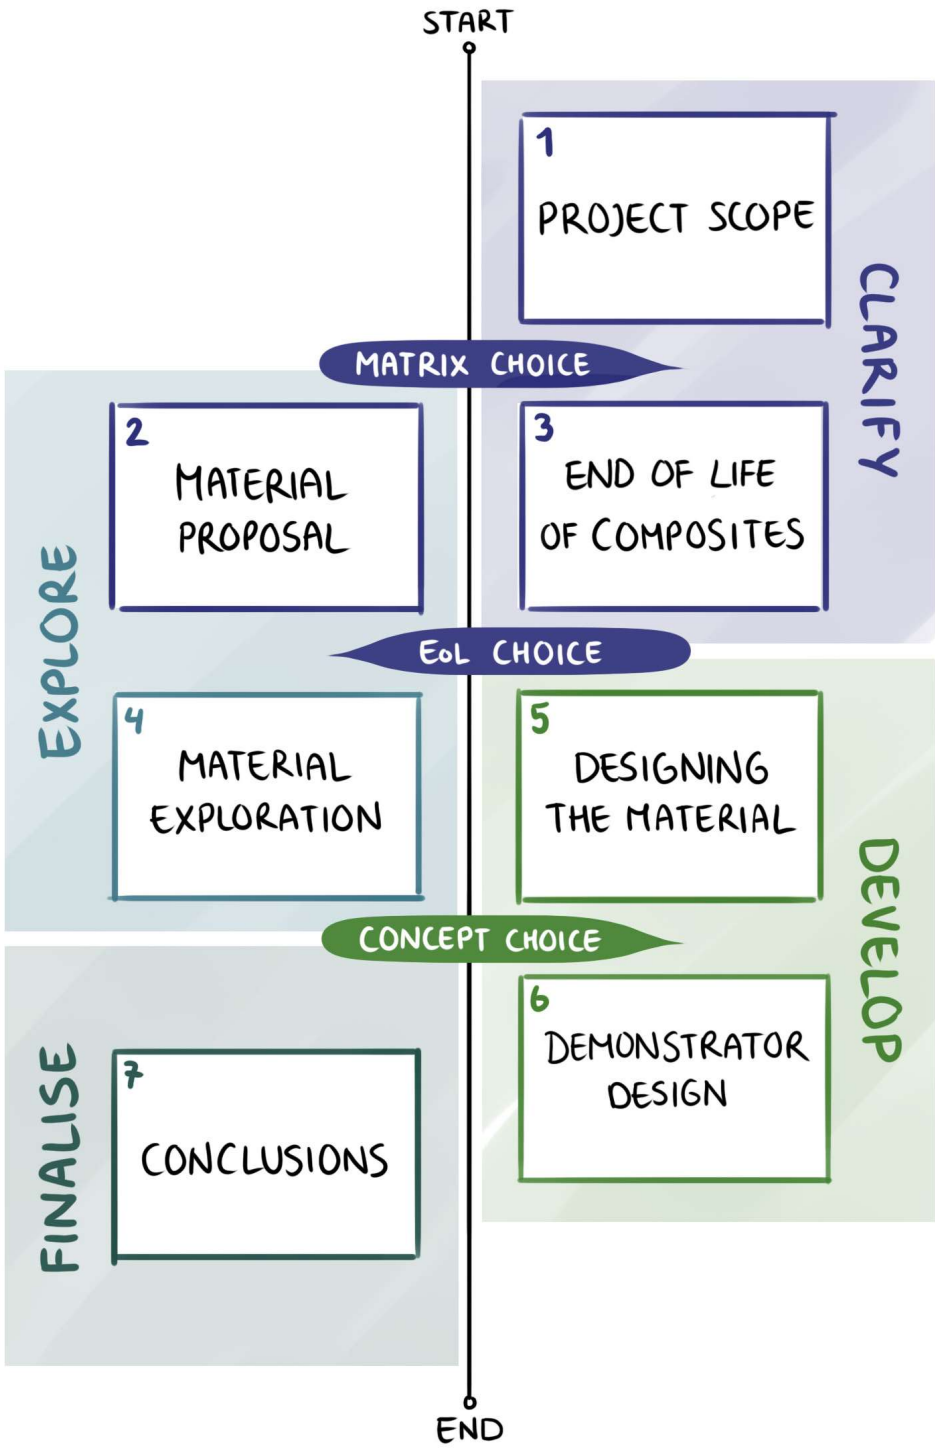 START
1
PROJECT SCOPE
CLARIFY
MATRIX CHOICE
2
MATERIAL
PROPOSAL
3
END OF LIFE
OF COMPOSITES
EXPLORE
EoL CHOICE
4
MATERIAL
EXPLORATION
5
DESIGNING
THE MATERIAL
DEVELOP
CONCEPT CHOICE
6
DEMONSTRATOR
DESIGN
FINALISE
7
CONCLUSIONS
END